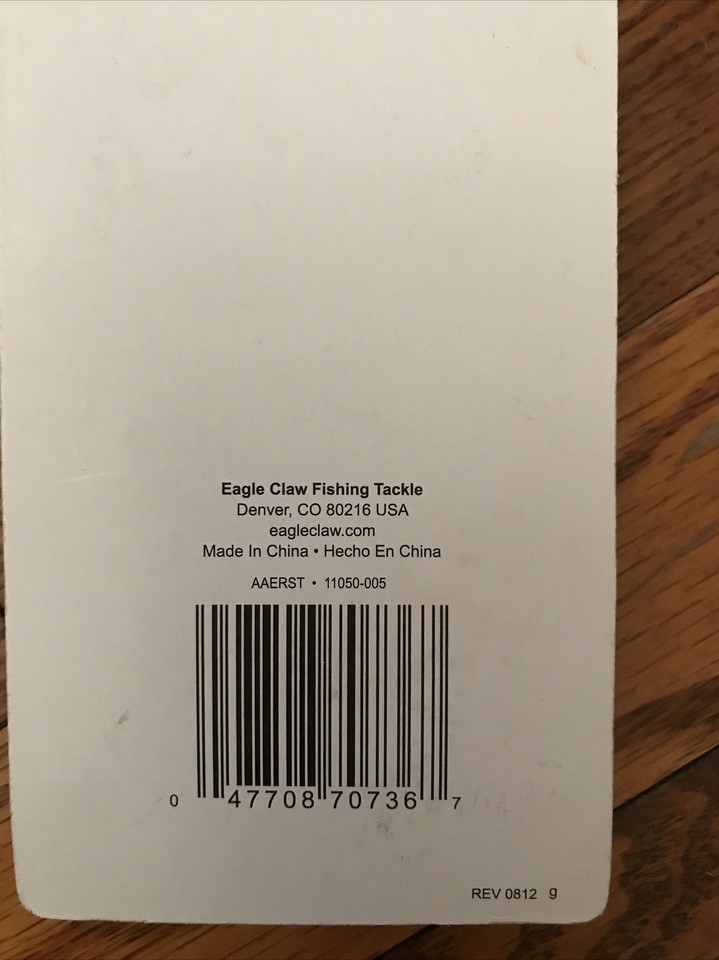 Eagle Claw Fishing Tackle
Denver, CO 80216 USA
eagleclaw.com
Made In China • Hecho En China
AAERST • 11050-005
0 47708 70736 7
REV 0812 g